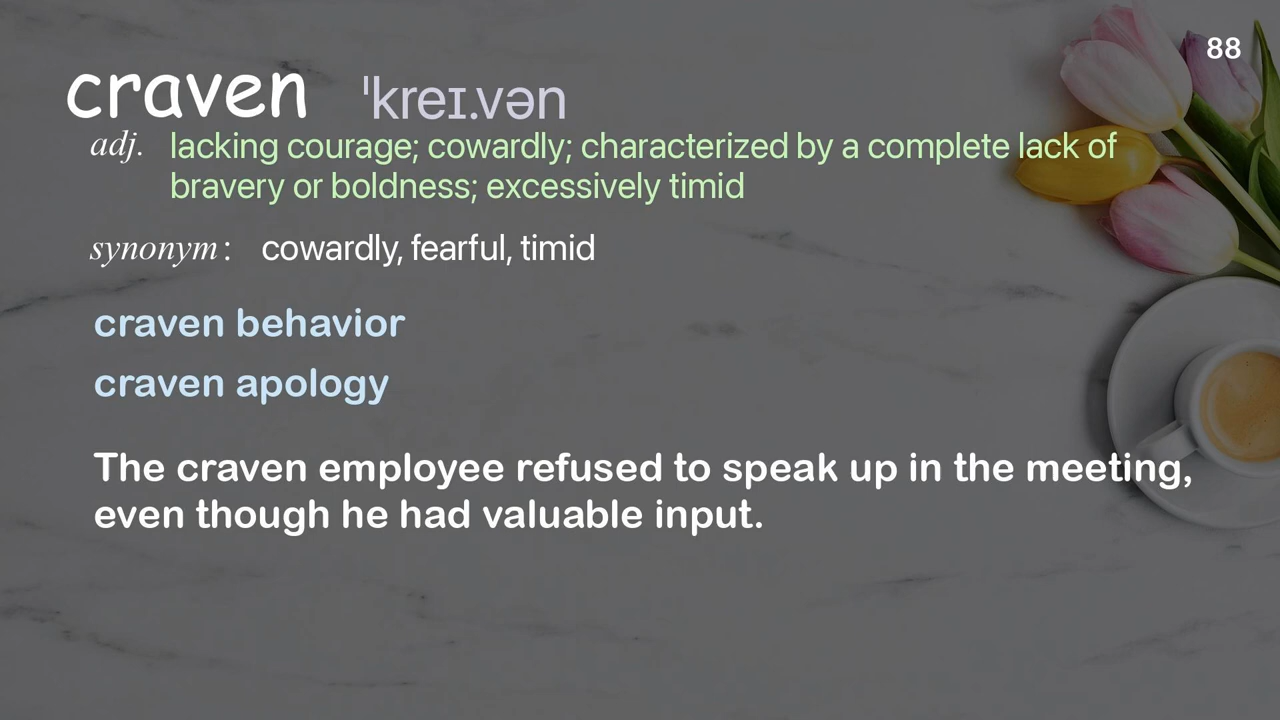 88
craven ˈkreɪ.vən
adj. lacking courage; cowardly; characterized by a complete lack of
bravery or boldness; excessively timid
synonym: cowardly, fearful, timid
craven behavior
craven apology
The craven employee refused to speak up in the meeting,
even though he had valuable input.